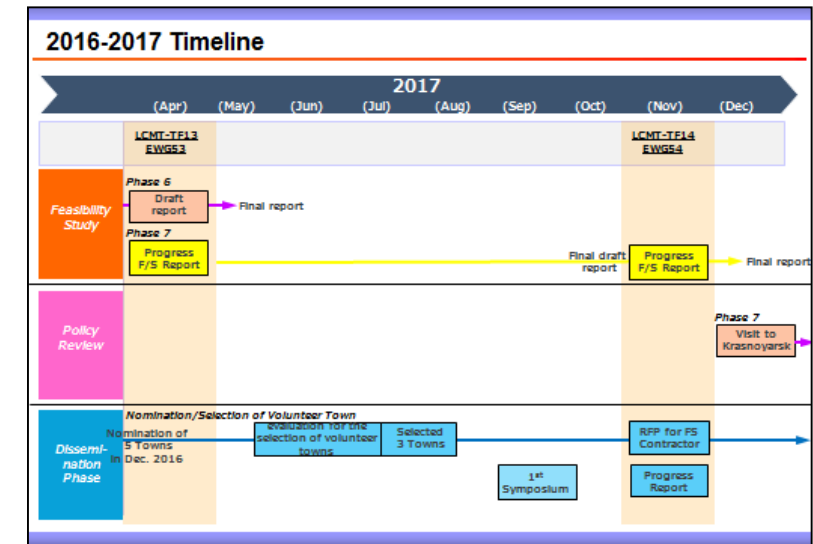 2016-2017 Timeline
2017
(Apr) (May) (Jun) (Jul) (Aug) (Sep) (Oct) (Nov) (Dec)
LCMT-TF13
EWG53
LCMT-TF14
EWG54
Feasibility
Study
Phase 6
Draft
report
Final report
Phase 7
Progress
F/S Report
Final draft
report
Progress
F/S Report
Final report
Policy
Review
Phase 7
Visit to
Krasnoyarsk
Dissemi-
nation
Phase
Nomination/Selection of Volunteer Town
Nomination of
5 Towns
in Dec. 2016
evaluation for the
selection of volunteer
towns
Selected
3 Towns
RFP for FS
Contractor
1st
Symposium
Progress
Report